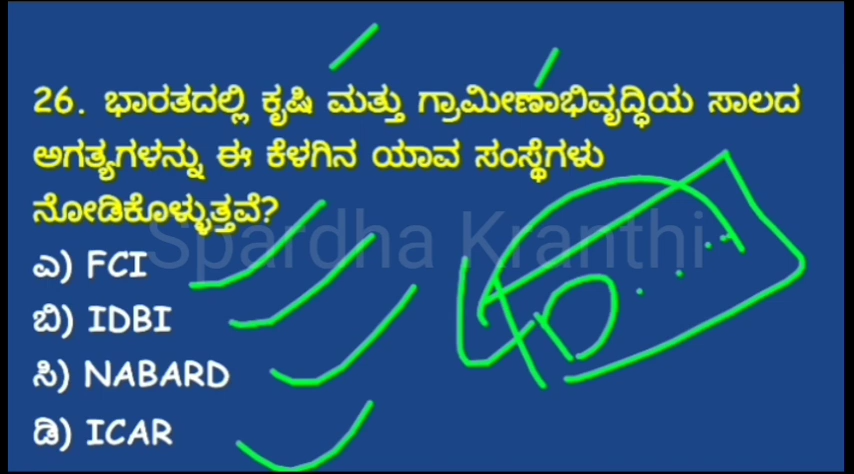 26. ಭಾರತದಲ್ಲಿ ಕೃಷಿ ಮತ್ತು ಗ್ರಾಮೀಣಾಭಿವೃದ್ಧಿಯ ಸಾಲದ
ಅಗತ್ಯಗಳನ್ನು ಈ ಕೆಳಗಿನ ಯಾವ ಸಂಸ್ಥೆಗಳು
ನೋಡಿಕೊಳ್ಳುತ್ತವೆ?
Spardha Kranthi
ಎ) FCI
ಬಿ) IDBI
ಸಿ) NABARD
ಡಿ) ICAR